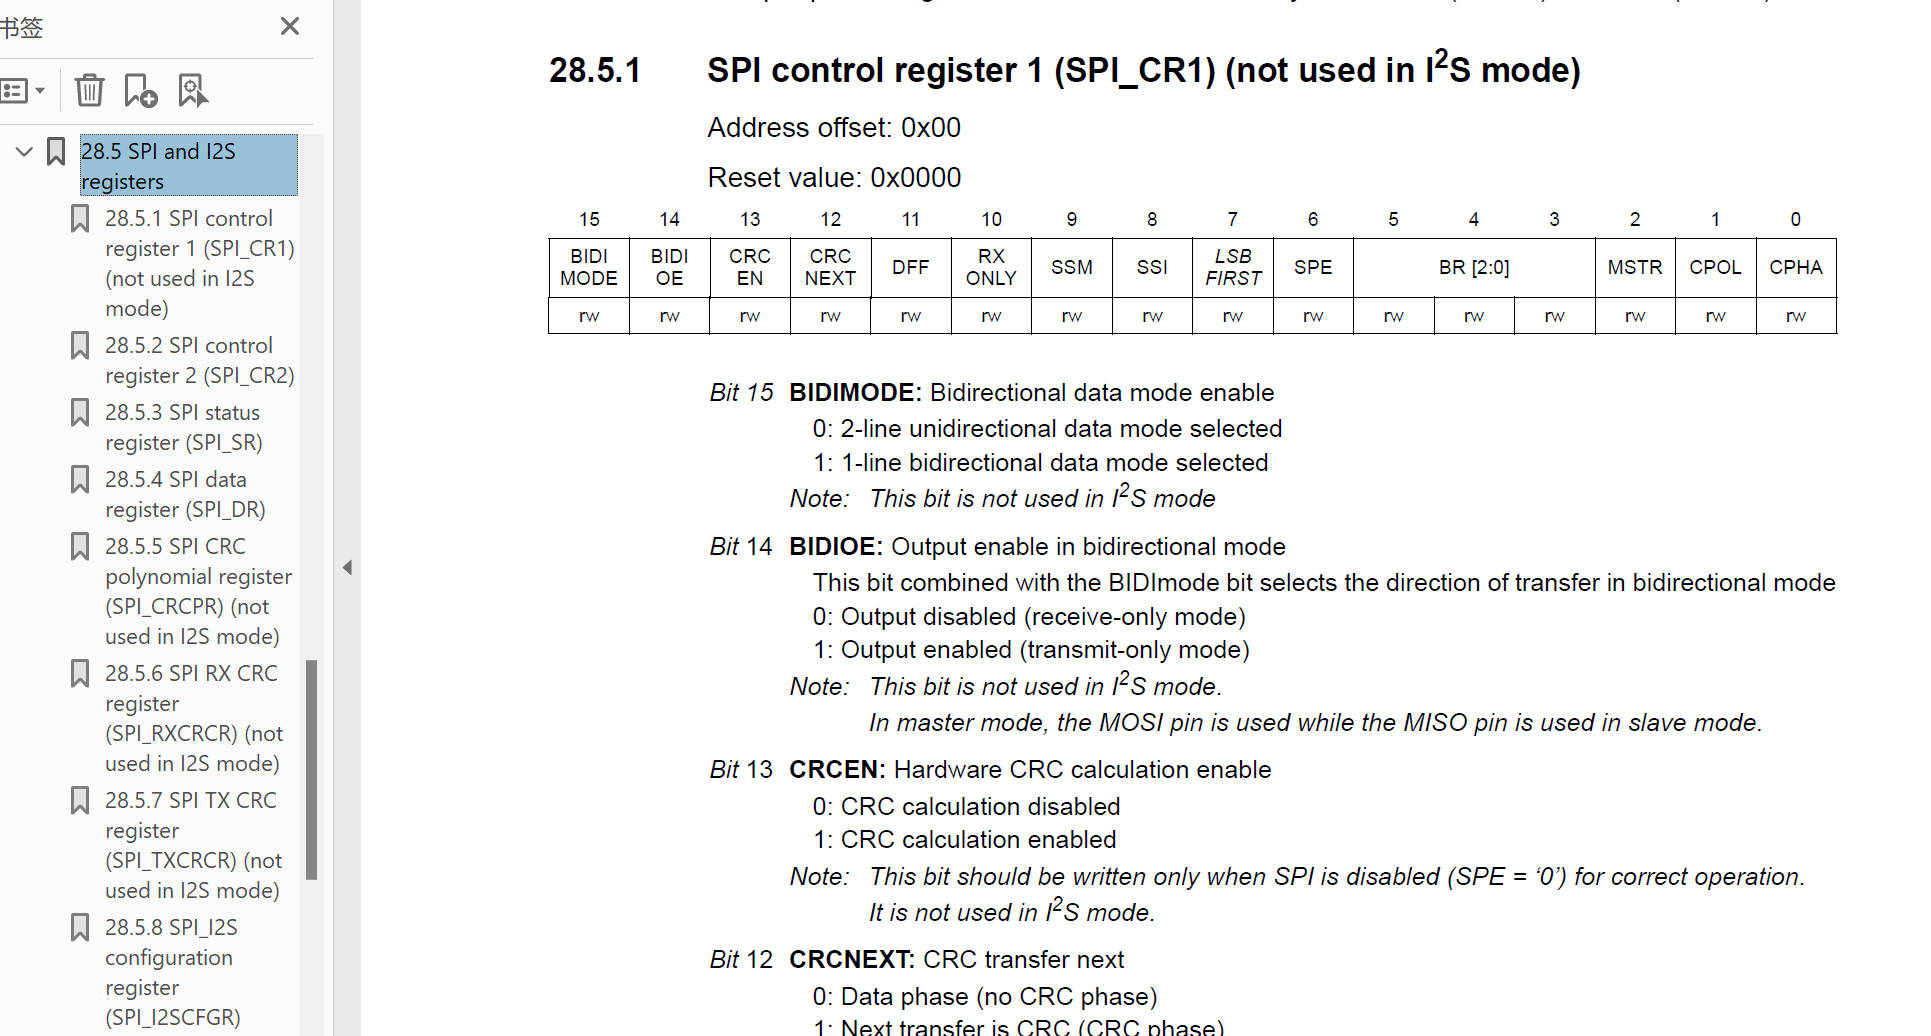 书签
28.5 SPI and I2S
registers
28.5.1 SPI control
register 1 (SPI_CR1)
(not used in I2S
mode)
28.5.2 SPI control
register 2 (SPI_CR2)
28.5.3 SPI status
register (SPI_SR)
28.5.4 SPI data
register (SPI_DR)
28.5.5 SPI CRC
polynomial register
(SPI_CRCPR) (not
used in I2S mode)
28.5.6 SPI RX CRC
register
(SPI_RXCRCR) (not
used in I2S mode)
28.5.7 SPI TX CRC
register
(SPI_TXCRCR) (not
used in I2S mode)
28.5.8 SPI_I2S
configuration
register
(SPI_I2SCFGR)
28.5.1 SPI control register 1 (SPI_CR1) (not used in I²S mode)
Address offset: 0x00
Reset value: 0x0000
15 14 13 12 11 10 9 8 7 6 5 4 3 2 1 0
BIDI MODE BIDI OE CRC EN CRC NEXT DFF RX ONLY SSM SSI LSB FIRST SPE BR [2:0] MSTR CPOL CPHA
rw rw rw rw rw rw rw rw rw rw rw rw rw rw rw rw
Bit 15 BIDIMODE: Bidirectional data mode enable
0: 2-line unidirectional data mode selected
1: 1-line bidirectional data mode selected
Note: This bit is not used in I²S mode
Bit 14 BIDIOE: Output enable in bidirectional mode
This bit combined with the BIDImode bit selects the direction of transfer in bidirectional mode
0: Output disabled (receive-only mode)
1: Output enabled (transmit-only mode)
Note: This bit is not used in I²S mode.
In master mode, the MOSI pin is used while the MISO pin is used in slave mode.
Bit 13 CRCEN: Hardware CRC calculation enable
0: CRC calculation disabled
1: CRC calculation enabled
Note: This bit should be written only when SPI is disabled (SPE = ‘0’) for correct operation.
It is not used in I²S mode.
Bit 12 CRCNEXT: CRC transfer next
0: Data phase (no CRC phase)
1: Next transfer is CRC (CRC phase)